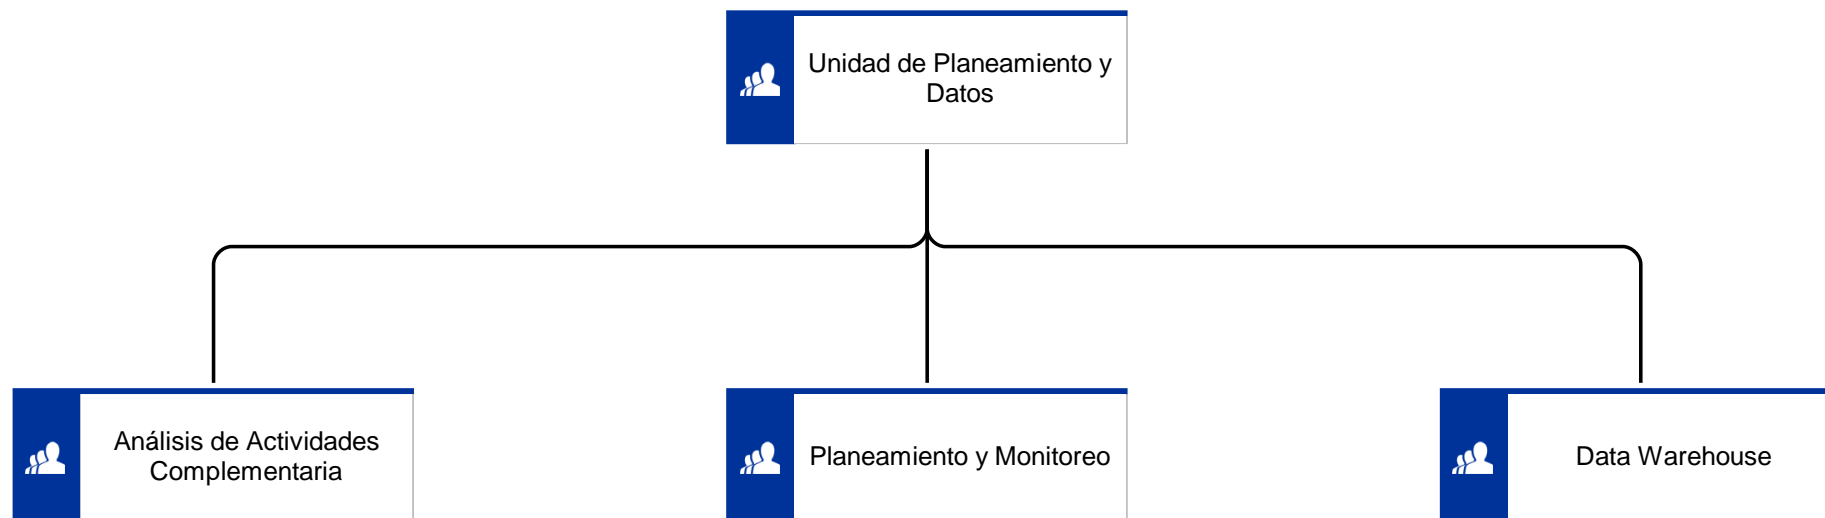 Unidad de Planeamiento y
Datos
Análisis de Actividades
Complementaria
Planeamiento y Monitoreo
Data Warehouse